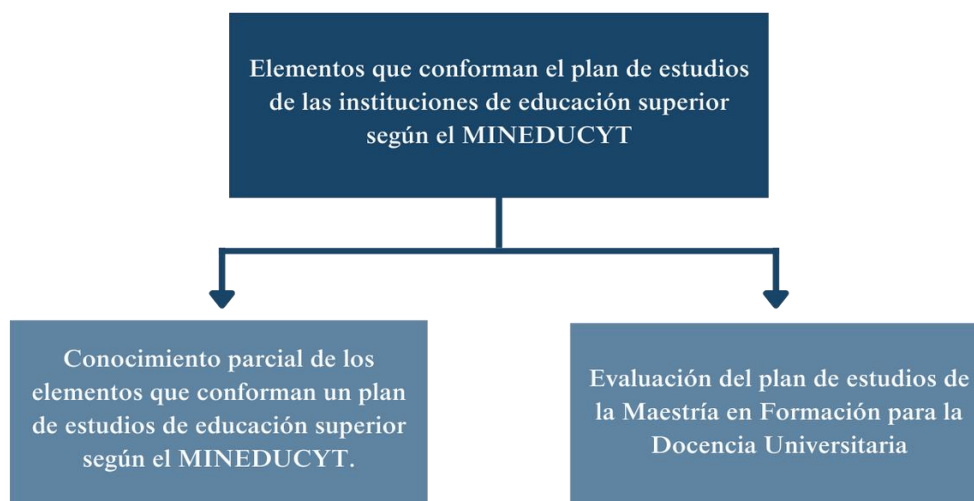 Elementos que conforman el plan de estudios
de las instituciones de educación superior
según el MINEDUCYT
Conocimiento parcial de los
elementos que conforman un plan
de estudios de educación superior
según el MINEDUCYT.
Evaluación del plan de estudios de
la Maestría en Formación para la
Docencia Universitaria